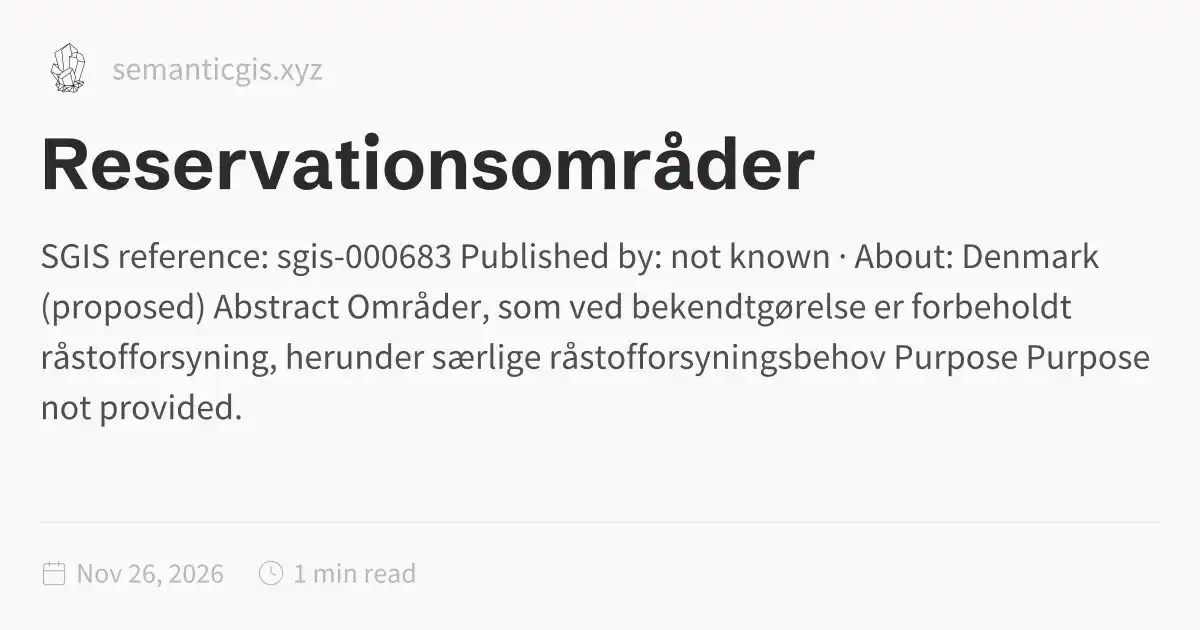 semanticgis.xyz
Reservationsområder
SGIS reference: sgis-000683 Published by: not known · About: Denmark
(proposed) Abstract Områder, som ved bekendtgørelse er forbeholdt
råstofforsyning, herunder særlige råstofforsyningsbehov Purpose Purpose
not provided.
Nov 26, 2026 1 min read